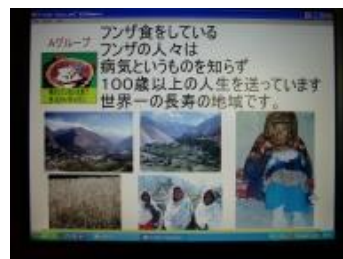 Aグループ
フンザ食をしている
フンザの人々は
病気というものを知らず
100歳以上の人生を送っています
世界一の長寿の地域です。